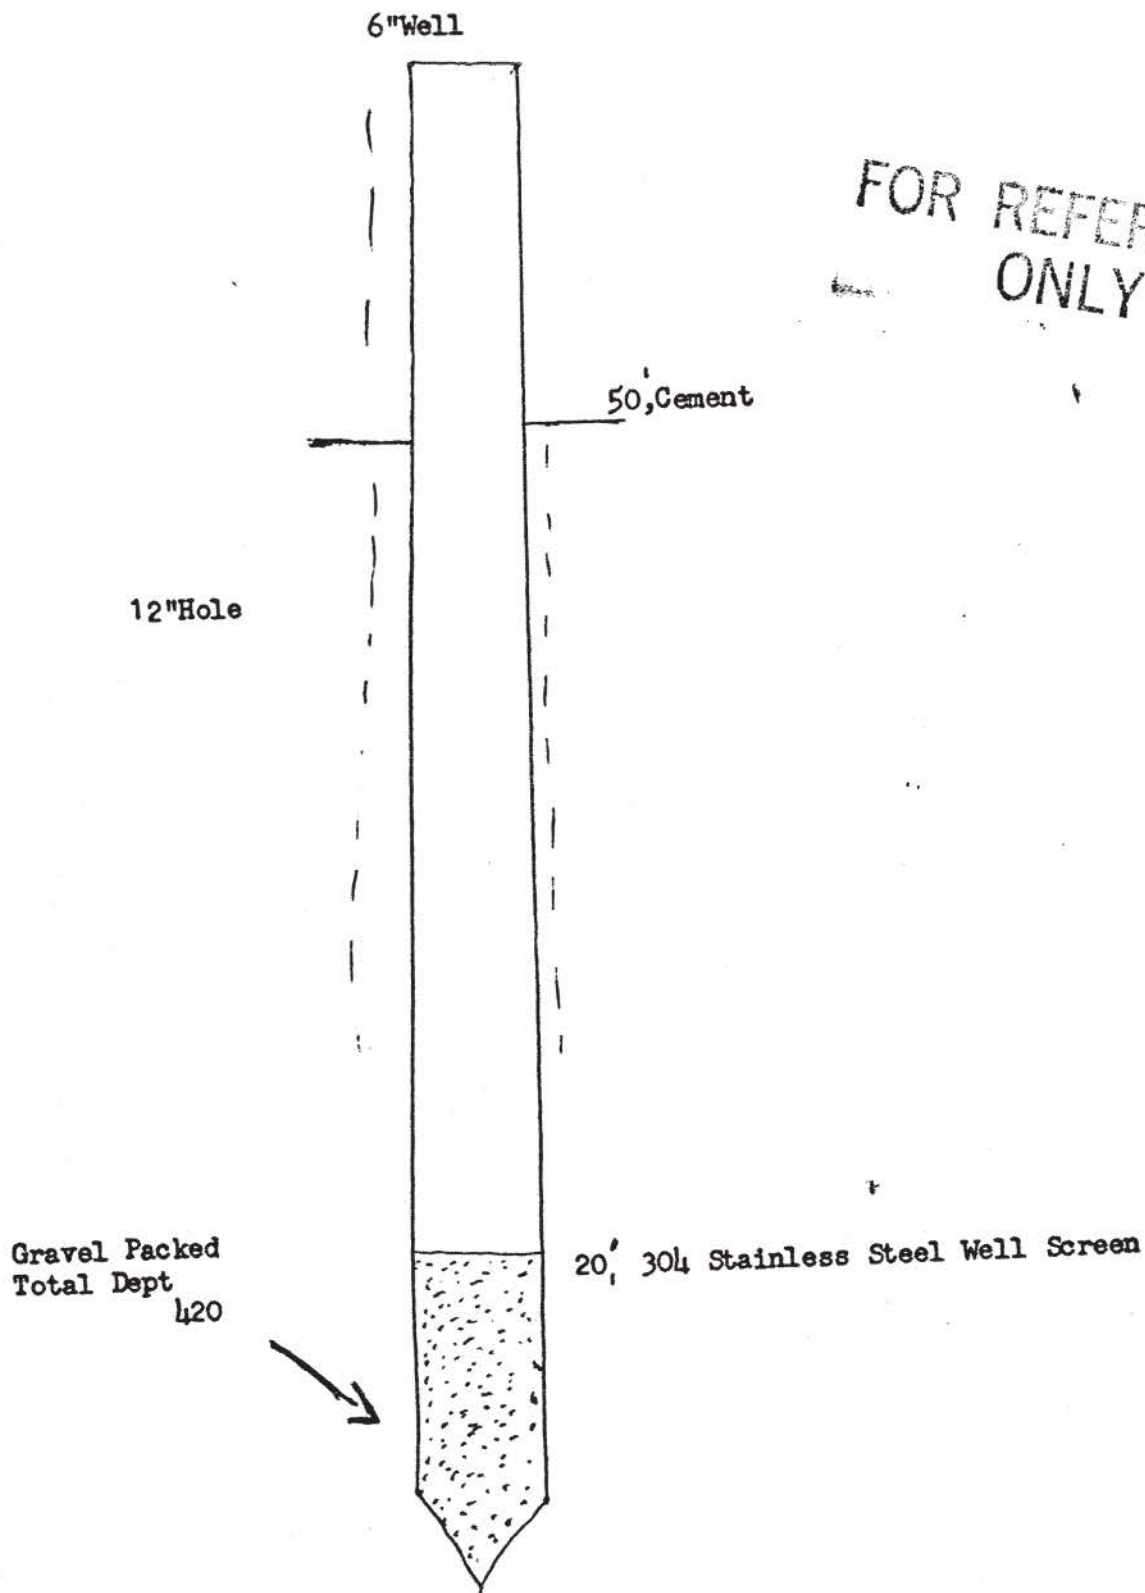 6"Well
FOR REFER
ONLY
50', Cement
12"Hole
Gravel Packed
Total Dept
420
20', 304 Stainless Steel Well Screen